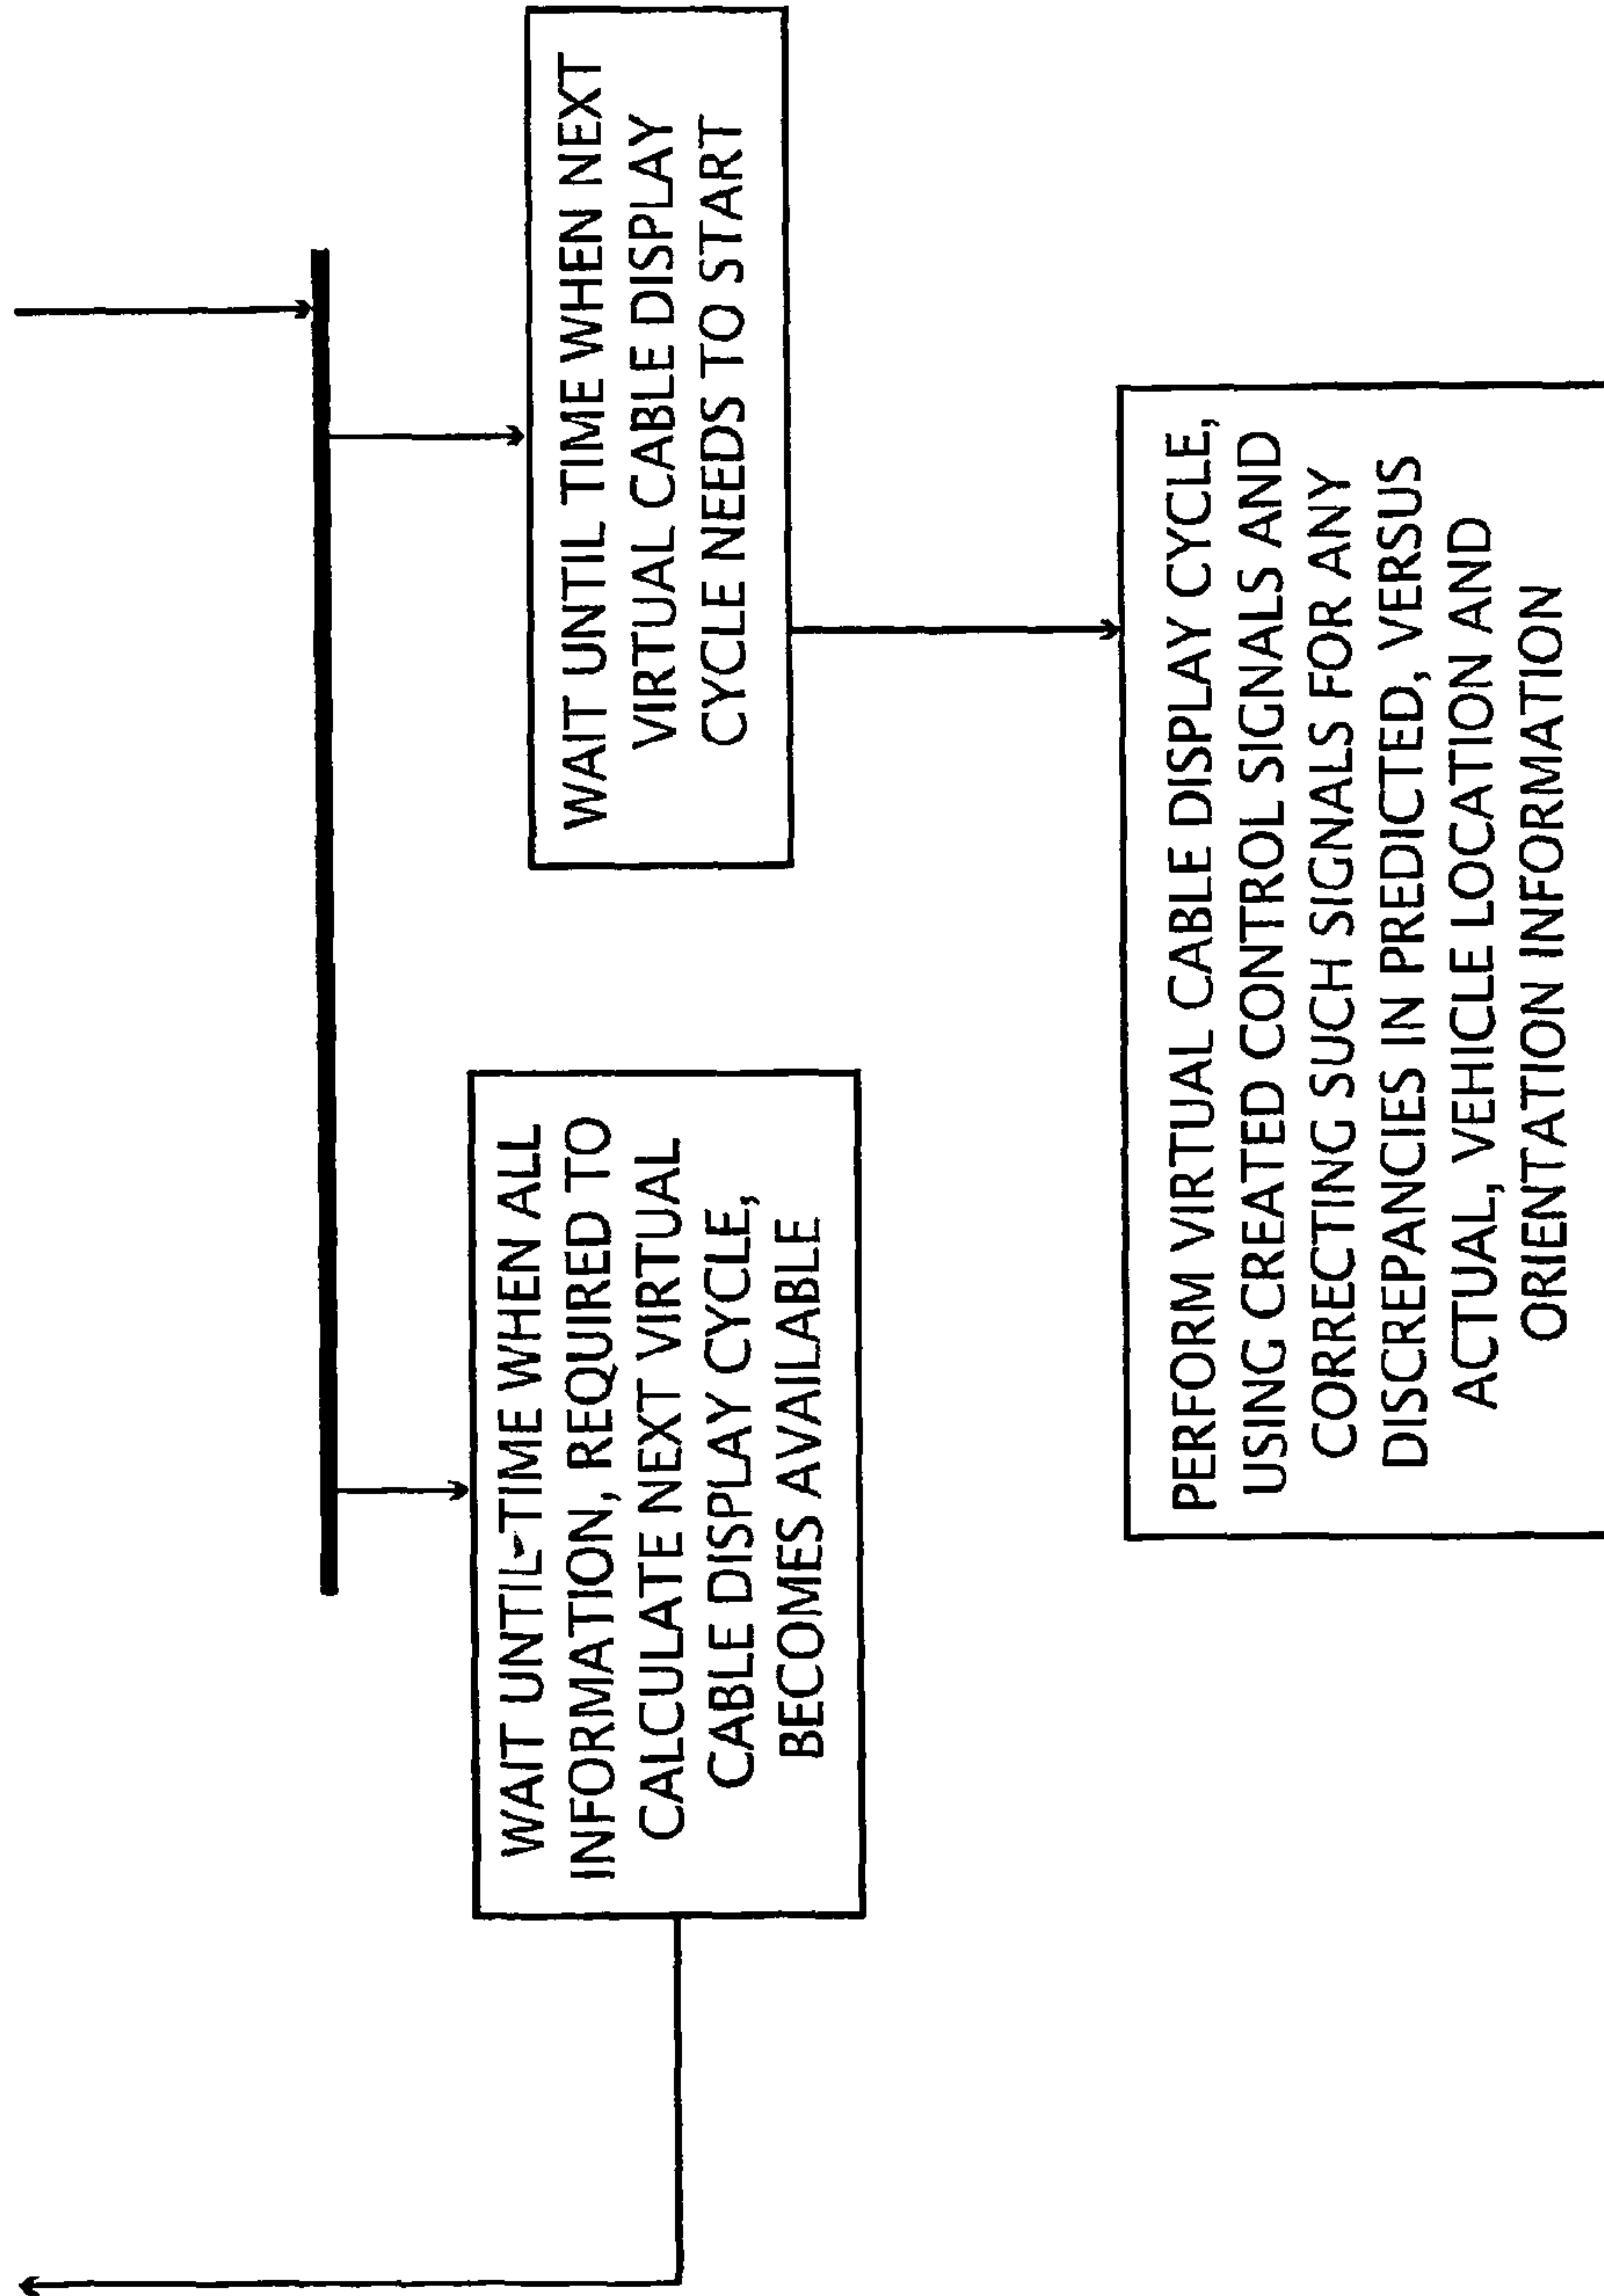 WAIT UNTIL TIME WHEN ALL
INFORMATION, REQUIRED TO
CALCULATE NEXT VIRTUAL
CABLE DISPLAY CYCLE,
BECOMES AVAILABLE
WAIT UNTIL TIME WHEN NEXT
VIRTUAL CABLE DISPLAY
CYCLE NEEDS TO START
PERFORM VIRTUAL CABLE DISPLAY CYCLE,
USING CREATED CONTROL SIGNALS AND
CORRECTING SUCH SIGNALS FOR ANY
DISCREPANCIES IN PREDICTED, VERSUS
ACTUAL, VEHICLE LOCATION AND
ORIENTATION INFORMATION